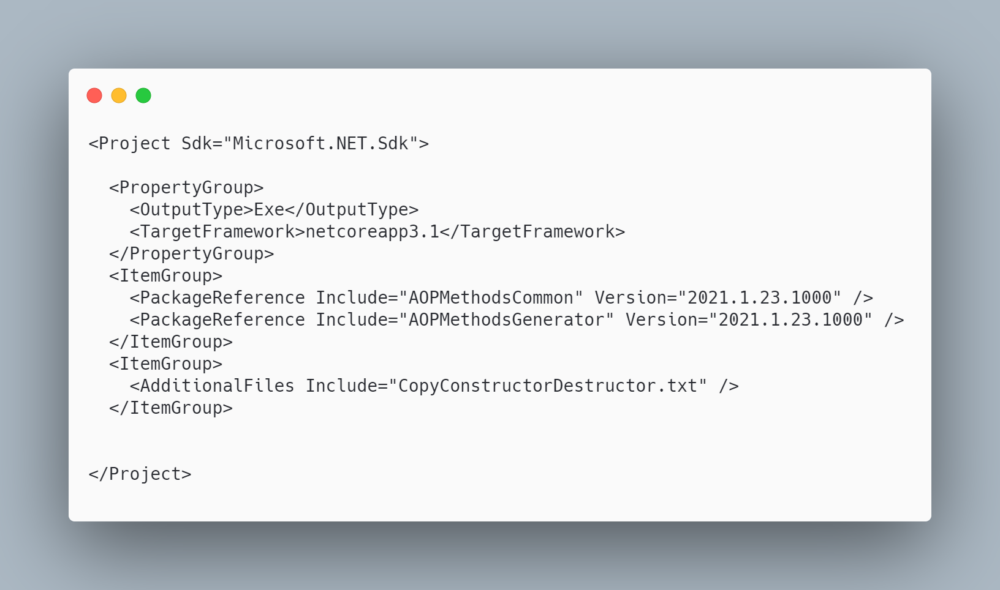 <Project Sdk="Microsoft.NET.Sdk">
  <PropertyGroup>
    <OutputType>Exe</OutputType>
    <TargetFramework>netcoreapp3.1</TargetFramework>
  </PropertyGroup>
  <ItemGroup>
    <PackageReference Include="AOPMethodsCommon" Version="2021.1.23.1000" />
    <PackageReference Include="AOPMethodsGenerator" Version="2021.1.23.1000" />
  </ItemGroup>
  <ItemGroup>
    <AdditionalFiles Include="CopyConstructorDestructor.txt" />
  </ItemGroup>
</Project>